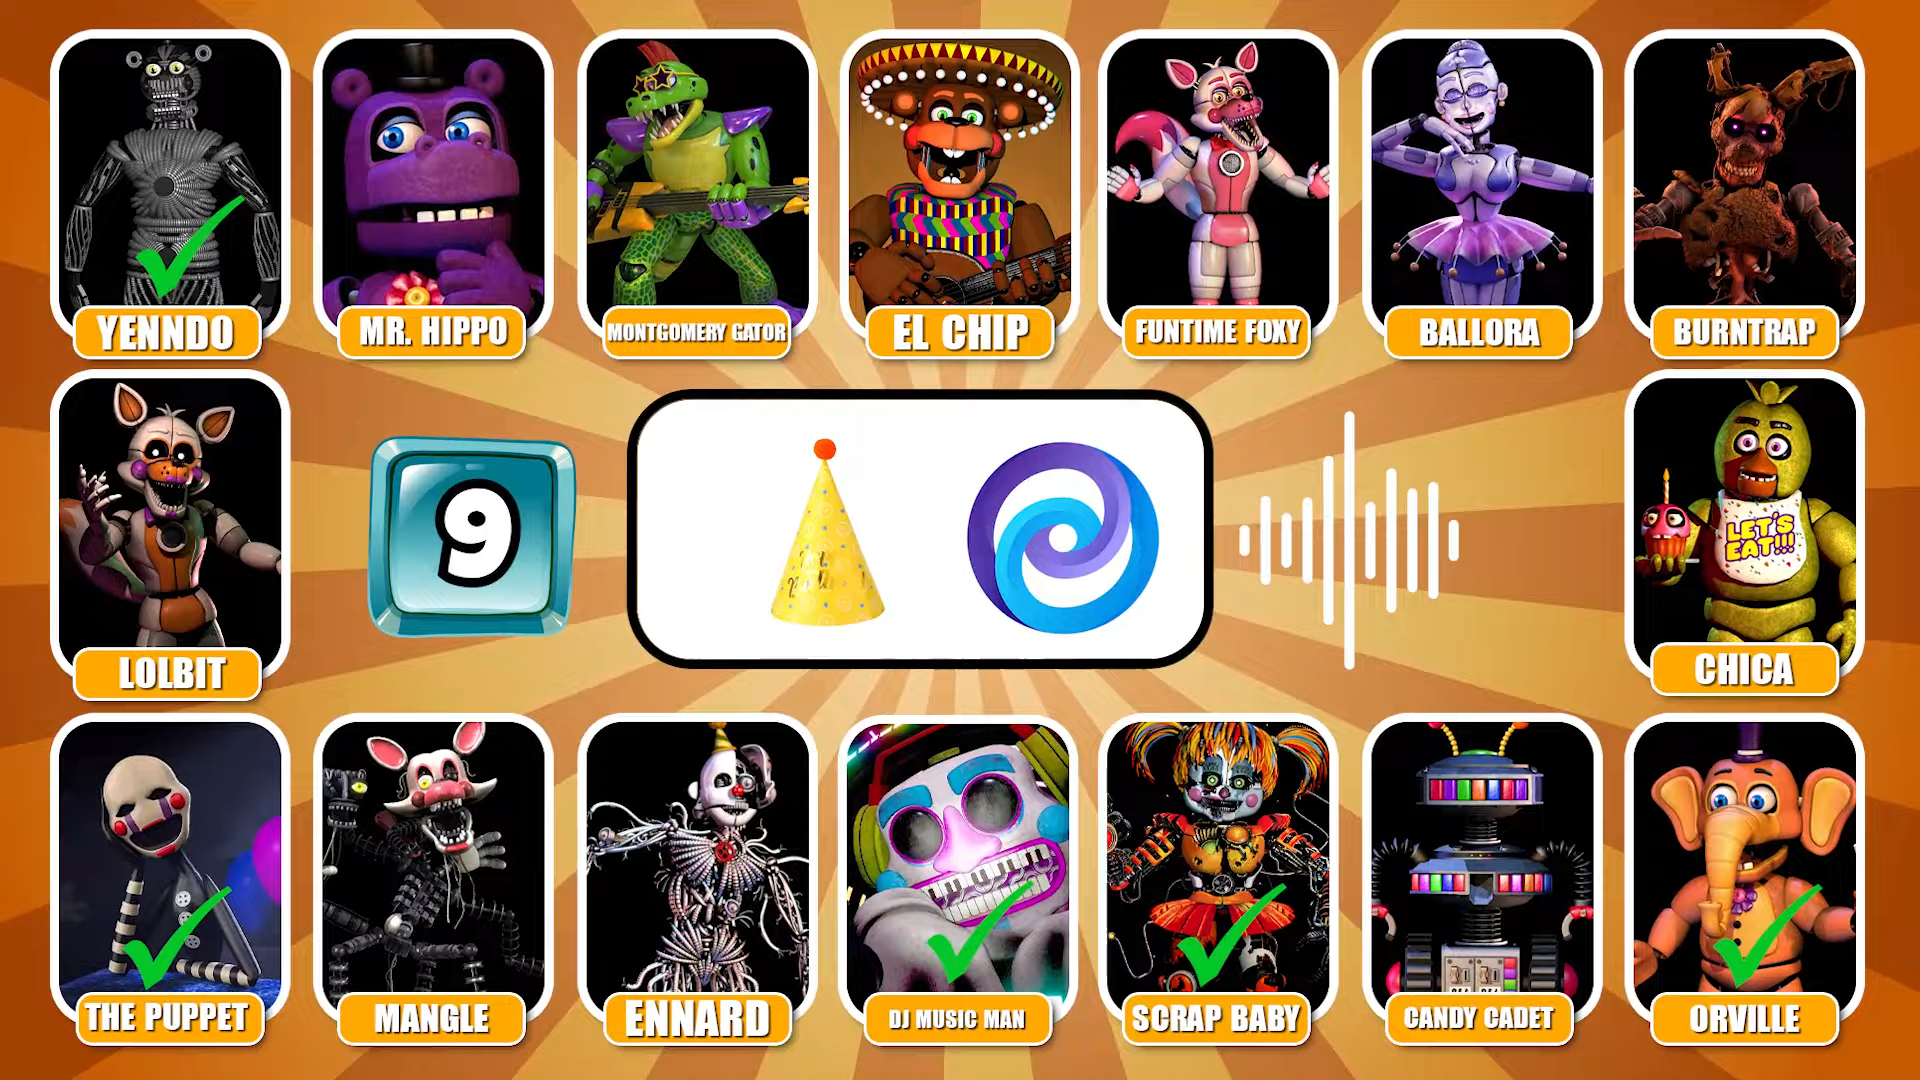 YENNDO
MR. HIPPO
MONTGOMERY GATOR
EL CHIP
FUNTIME FOXY
BALLORA
BURNTRAP
LOLBIT
9
LET'S
EAT!!!
CHICA
THE PUPPET
MANGLE
ENNARD
DJ MUSIC MAN
SCRAP BABY
CANDY CADET
ORVILLE